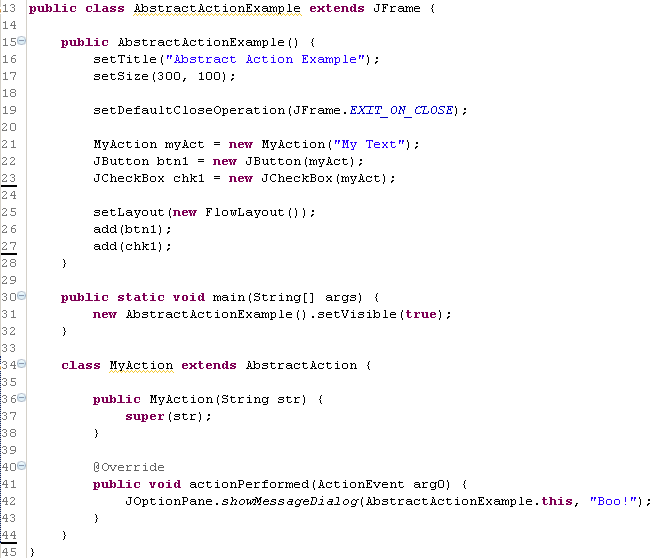 13 public class AbstractActionExample extends JFrame {
14
15 public AbstractActionExample() {
16 setTitle("Abstract Action Example");
17 setSize(300, 100);
18
19 setDefaultCloseOperation(JFrame.EXIT_ON_CLOSE);
20
21 MyAction myAct = new MyAction("My Text");
22 JButton btn1 = new JButton(myAct);
23 JCheckBox chk1 = new JCheckBox(myAct);
24
25 setLayout(new FlowLayout());
26 add(btn1);
27 add(chk1);
28 }
29
30 public static void main(String[] args) {
31 new AbstractActionExample().setVisible(true);
32 }
33
34 class MyAction extends AbstractAction {
35
36 public MyAction(String str) {
37 super(str);
38 }
39
40 @Override
41 public void actionPerformed(ActionEvent arg0) {
42 JOptionPane.showMessageDialog(AbstractActionExample.this, "Boo!");
43 }
44 }
45 }